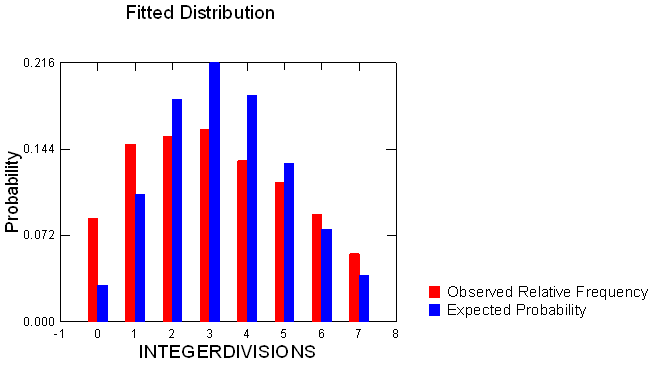 Fitted Distribution
0.216
0.144
0.072
0.000
Probability
-1 0 1 2 3 4 5 6 7 8
INTEGERDIVISIONS
Observed Relative Frequency
Expected Probability